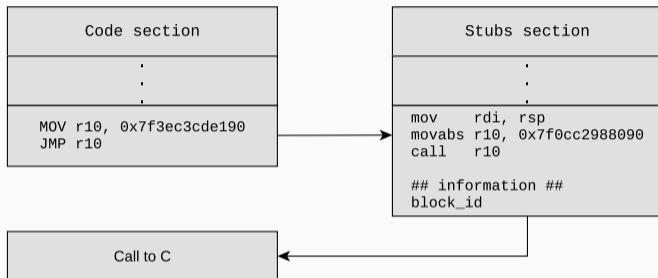 Code section
.
.
.
MOV r10, 0x7f3ec3cde190
JMP r10
Stubs section
.
.
.
mov    rdi, rsp
movabs r10, 0x7f0cc2988090
call   r10
## information ##
block_id
Call to C